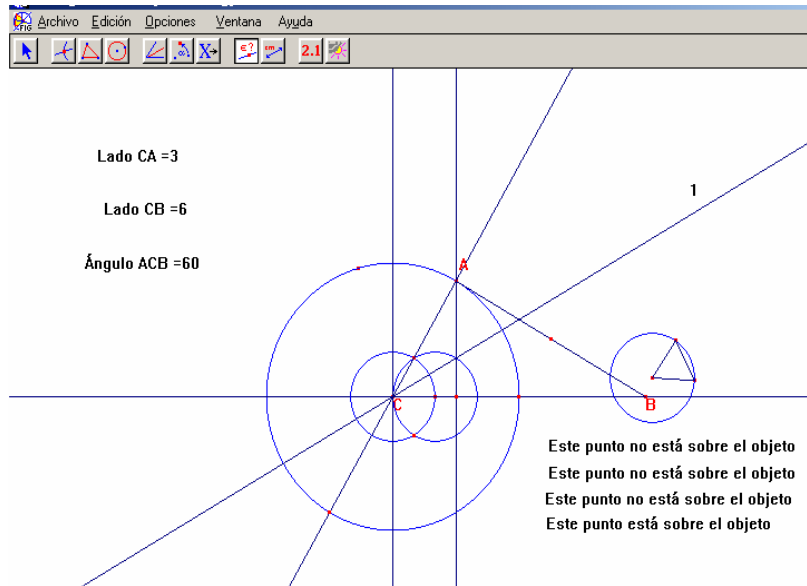 Archivo Edición Opciones Ventana Ayuda
2.1
Lado CA =3
Lado CB =6
Ángulo ACB =60
1
A
C
B
Este punto no está sobre el objeto
Este punto no está sobre el objeto
Este punto no está sobre el objeto
Este punto está sobre el objeto